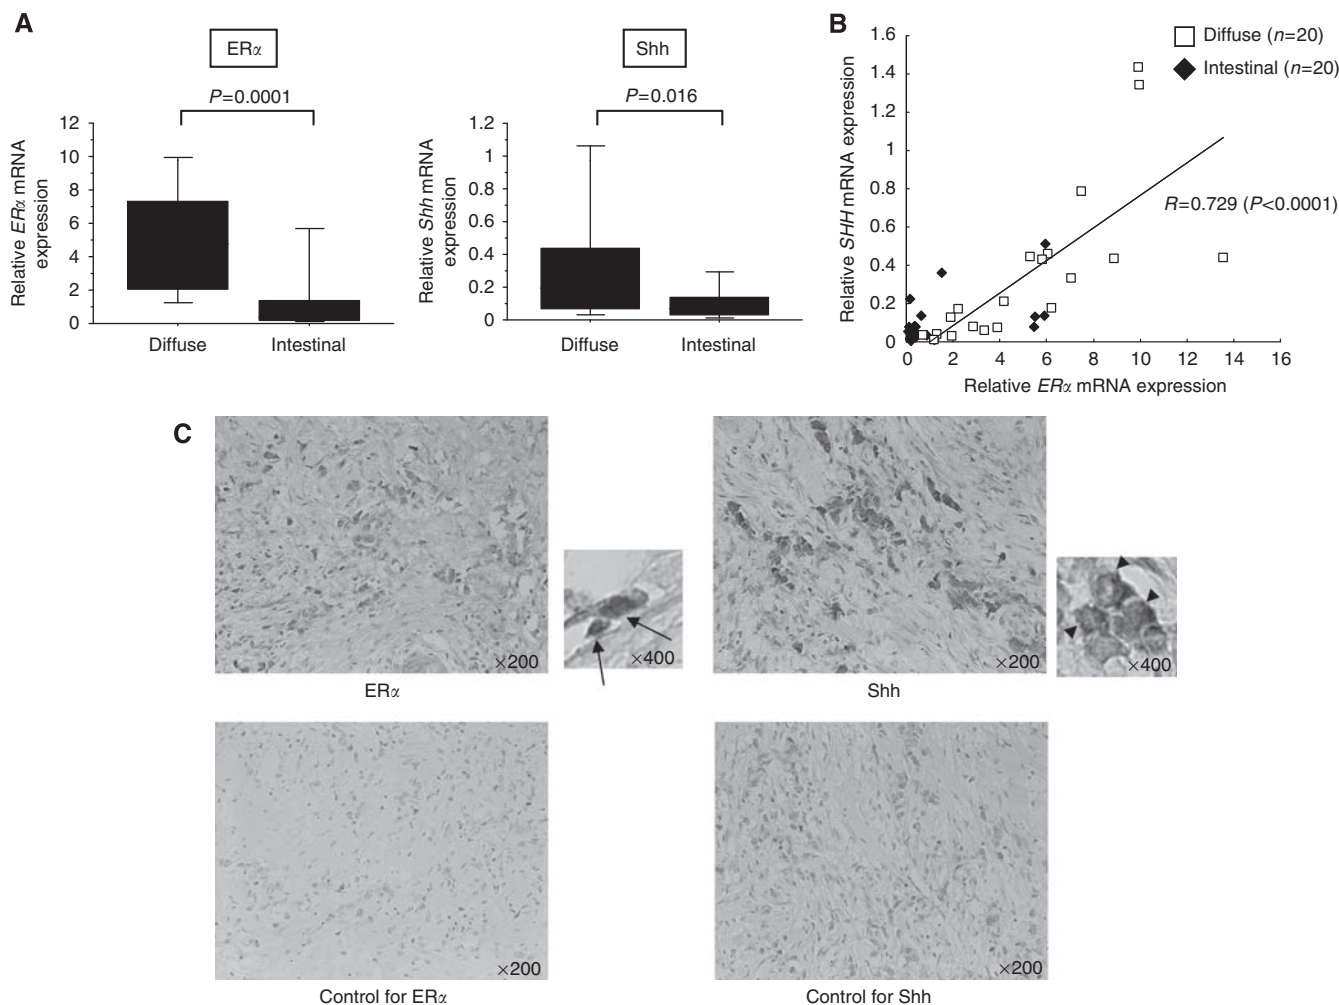 A
ERα
Shh
P=0.0001
P=0.016
Relative ERα mRNA
expression
12
10
8
6
4
2
0
Diffuse
Intestinal
Relative Shh mRNA
expression
1.2
1
0.8
0.6
0.4
0.2
0
Diffuse
Intestinal
B
Relative SHH mRNA expression
1.6
1.4
1.2
1
0.8
0.6
0.4
0.2
0
Diffuse (n=20)
Intestinal (n=20)
R=0.729 (P<0.0001)
0 2 4 6 8 10 12 14 16
Relative ERα mRNA expression
C
×200
×400
×200
×400
ERα
Shh
×200
×200
Control for ERα
Control for Shh